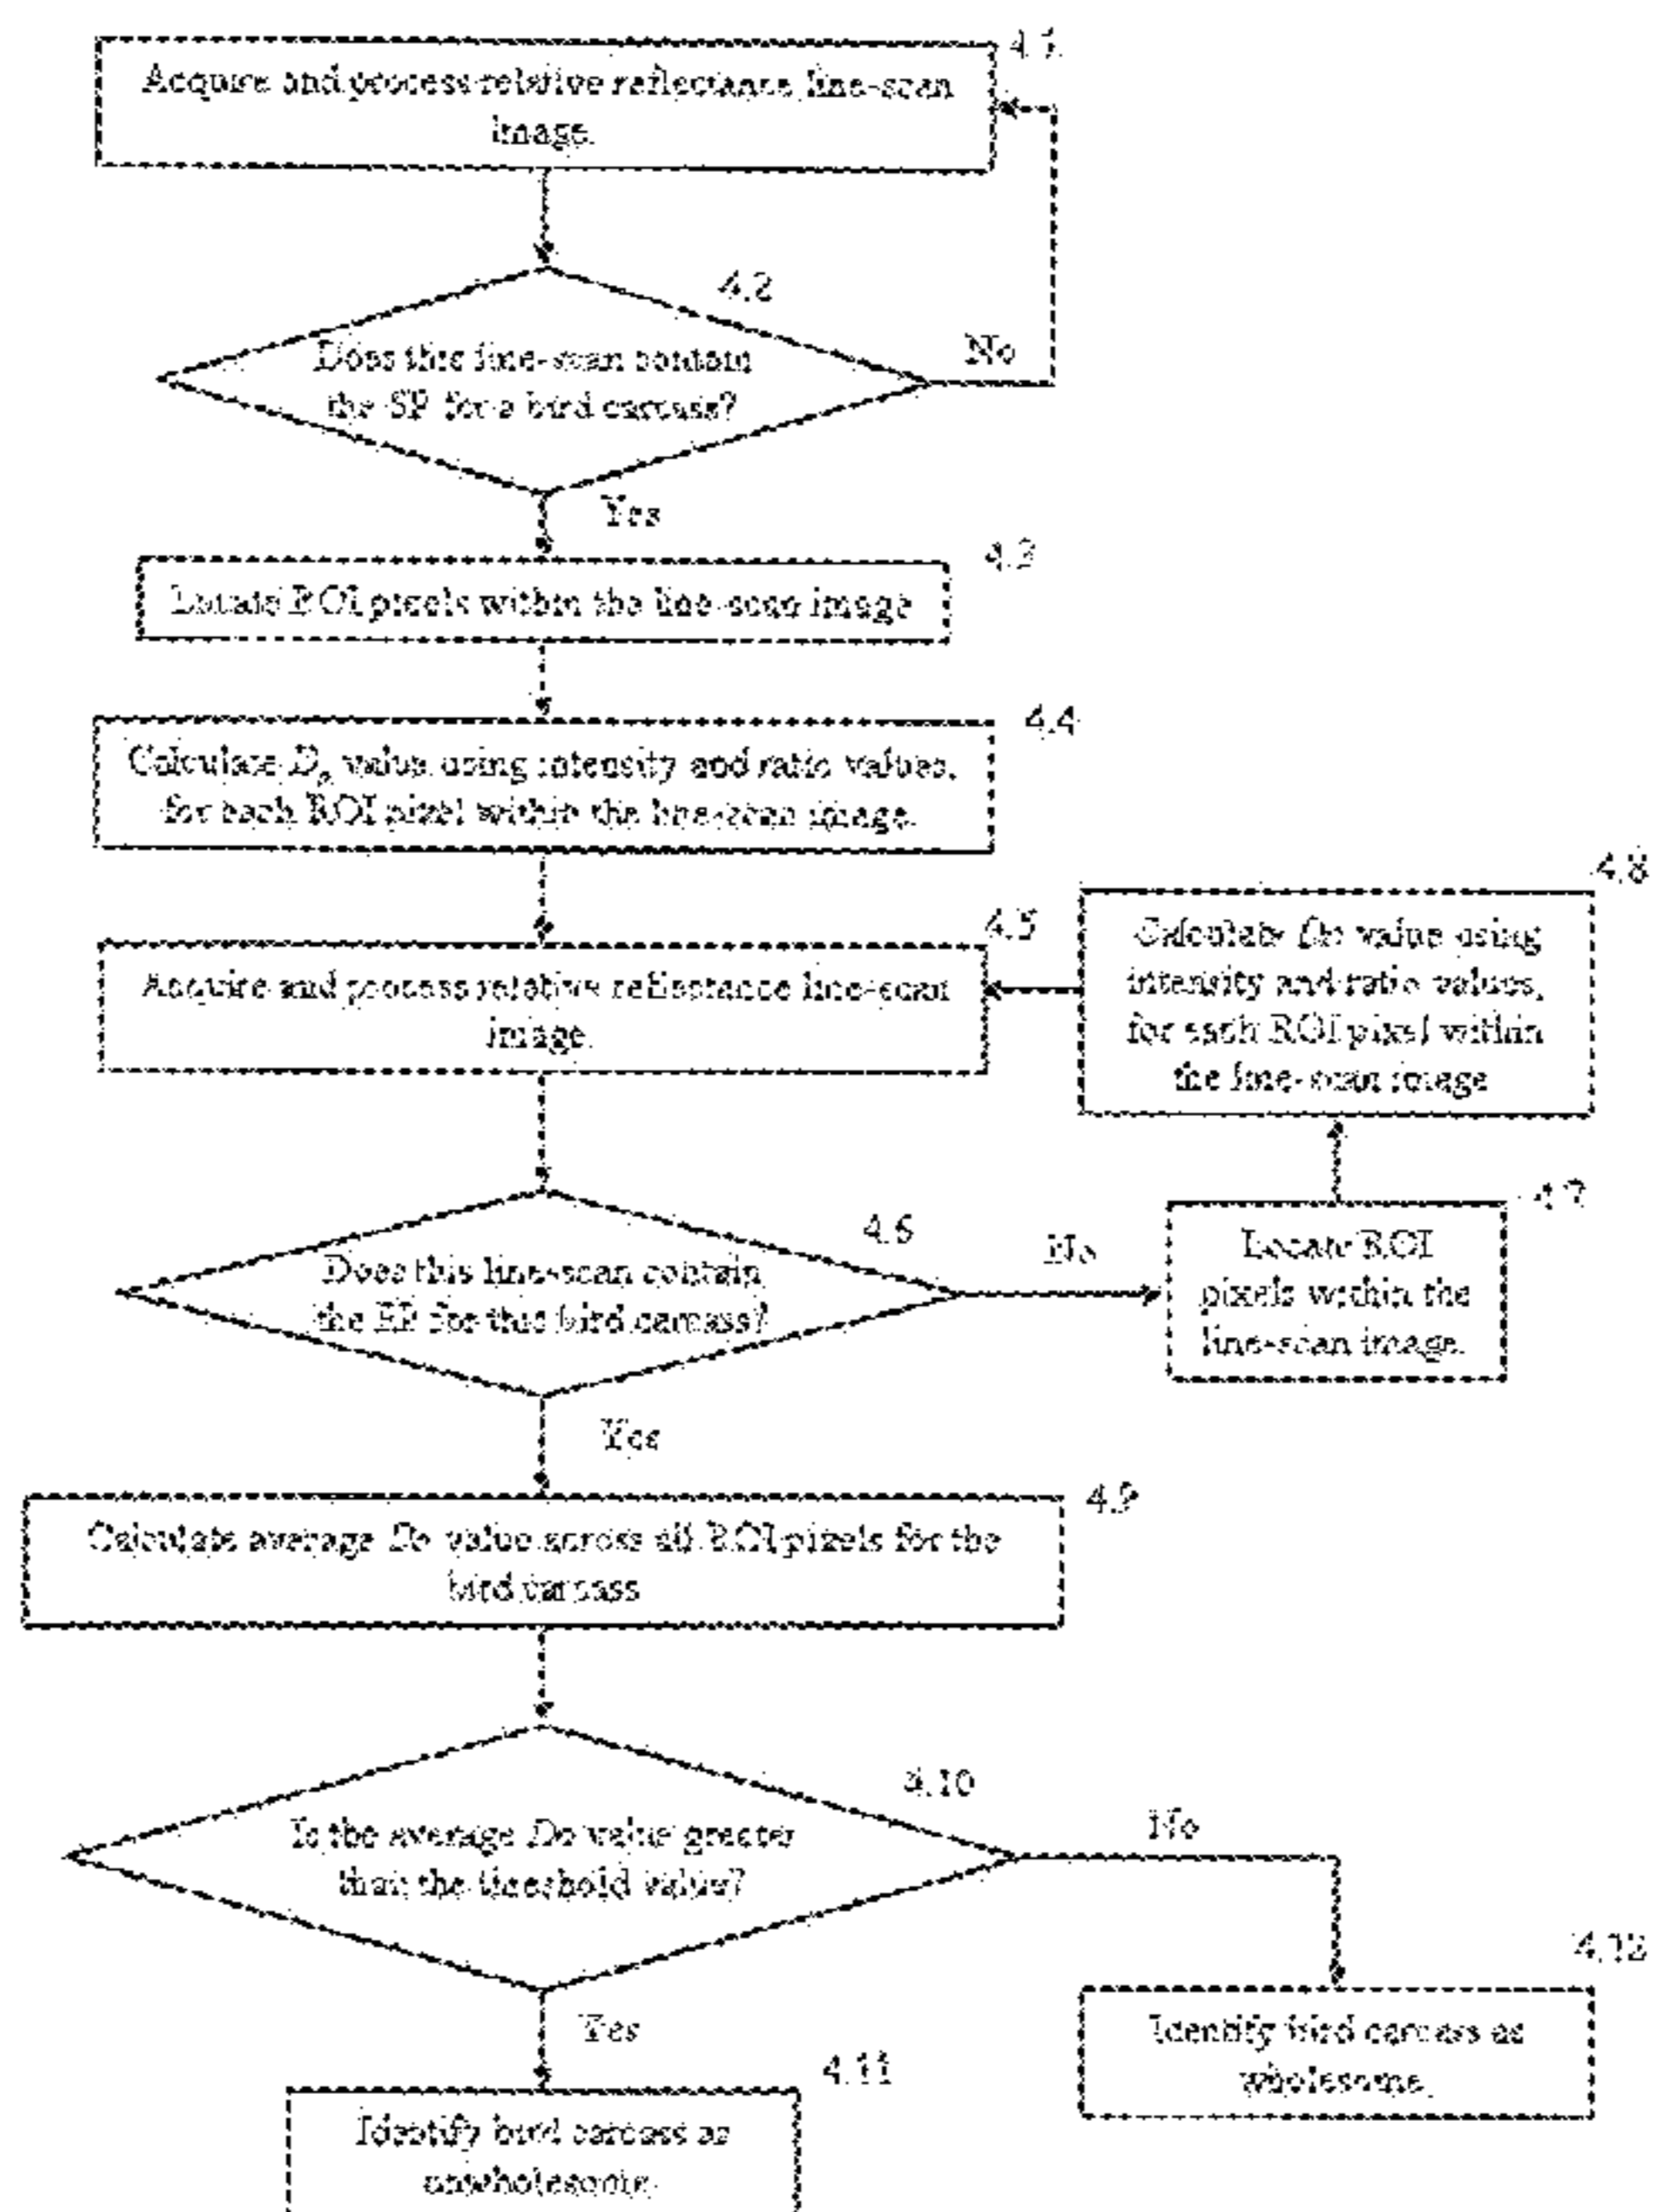 4.1
Acquire and process relative reflectance line-scan
image.
4.2
Does this line-scan contain
the SP for a bird carcass?
No
Yes
4.3
Locate ROI pixels within the line-scan image
4.4
Calculate Do value using intensity and ratio values,
for each ROI pixel within the line-scan image.
4.5
Acquire and process relative reflectance line-scan
image.
4.8
Calculate Do value using
intensity and ratio values,
for each ROI pixel within
the line-scan image
4.6
Does this line-scan contain
the EP for this bird carcass?
No
4.7
Locate ROI
pixels within the
line-scan image.
Yes
4.9
Calculate average Do value across all ROI pixels for the
bird carcass
4.10
Is the average Do value greater
than the threshold value?
No
4.12
Identify bird carcass as
wholesome.
Yes
4.11
Identify bird carcass as
unwholesome.